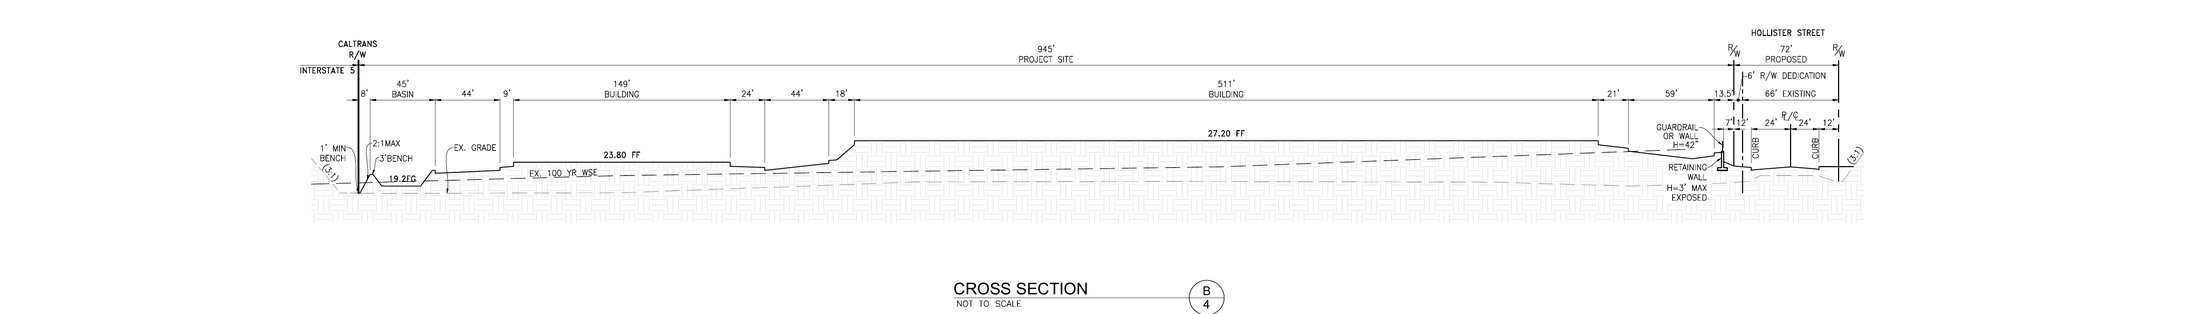 HOLLISTER STREET
CALTRANS
R/W
INTERSTATE 5
945'
PROJECT SITE
R/W
72'
PROPOSED
R/W
6' R/W DEDICATION
8'
45'
BASIN
44'
9'
149'
BUILDING
24'
44'
18'
511'
BUILDING
21'
59'
13.5'
66' EXISTING
P/C
7'
12'
24'
24'
12'
GUARDRAIL
OR WALL
H=42"
CURB
CURB
27.20 FF
23.80 FF
1' MIN
BENCH
2:1MAX
3'BENCH
EX. GRADE
(3:1)
19.2FG
EX. 100 YR WSE
(3:1)
RETAINING
WALL
H=3' MAX
EXPOSED
CROSS SECTION
NOT TO SCALE
B
4